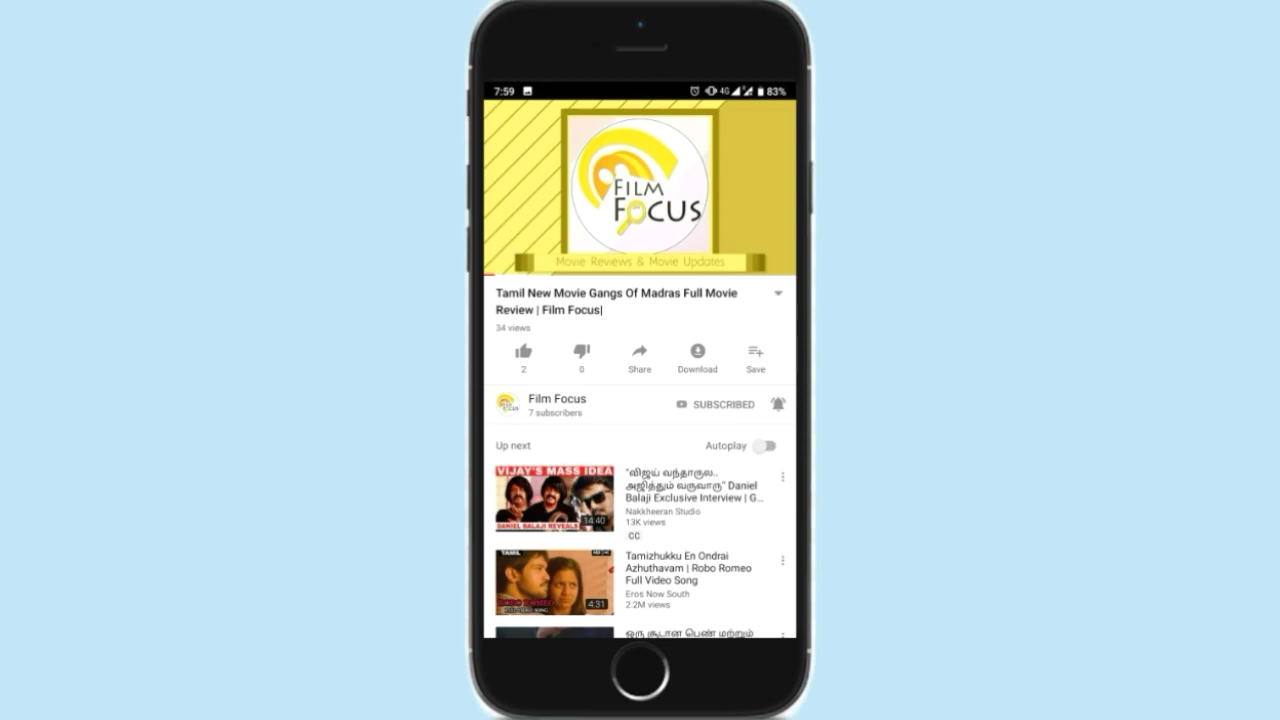 7:59
4G
83%
FILM
FOCUS
Movie Reviews & Movie Updates
Tamil New Movie Gangs Of Madras Full Movie
Review | Film Focus|
34 views
2
0
Share
Download
Save
Film Focus
7 subscribers
SUBSCRIBED
Up next
Autoplay
VIJAY'S MASS IDEA
DANIEL BALAJI REVEALS
14:40
"விஜய் வந்தாருல..
அஜித்தும் வருவாரு" Daniel
Balaji Exclusive Interview | G...
Nakkheeran Studio
13K views
CC
TAMIL
4:31
Tamizhukku En Ondrai
Azhuthavam | Robo Romeo
Full Video Song
Eros Now South
2.2M views
ஒரு சூடான பெண் மற்றும்